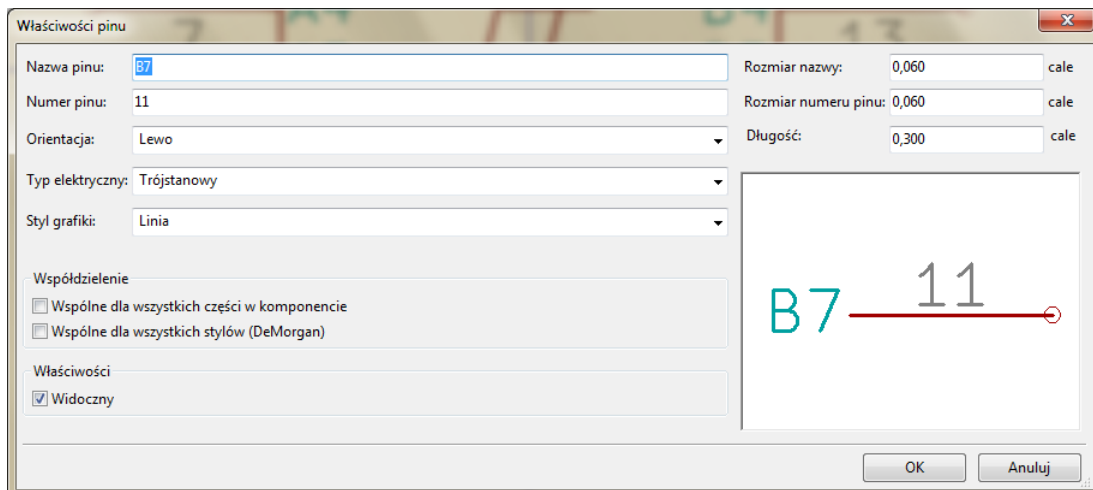 Właściwości pinu
Nazwa pinu: B7
Numer pinu: 11
Orientacja: Lewo
Typ elektryczny: Trójstanowy
Styl grafiki: Linia
Współdzielenie
Wspólne dla wszystkich części w komponencie
Wspólne dla wszystkich stylów (DeMorgan)
Właściwości
Widoczny
Rozmiar nazwy: 0,060 cale
Rozmiar numeru pinu: 0,060 cale
Długość: 0,300 cale
11
B7
OK Anuluj